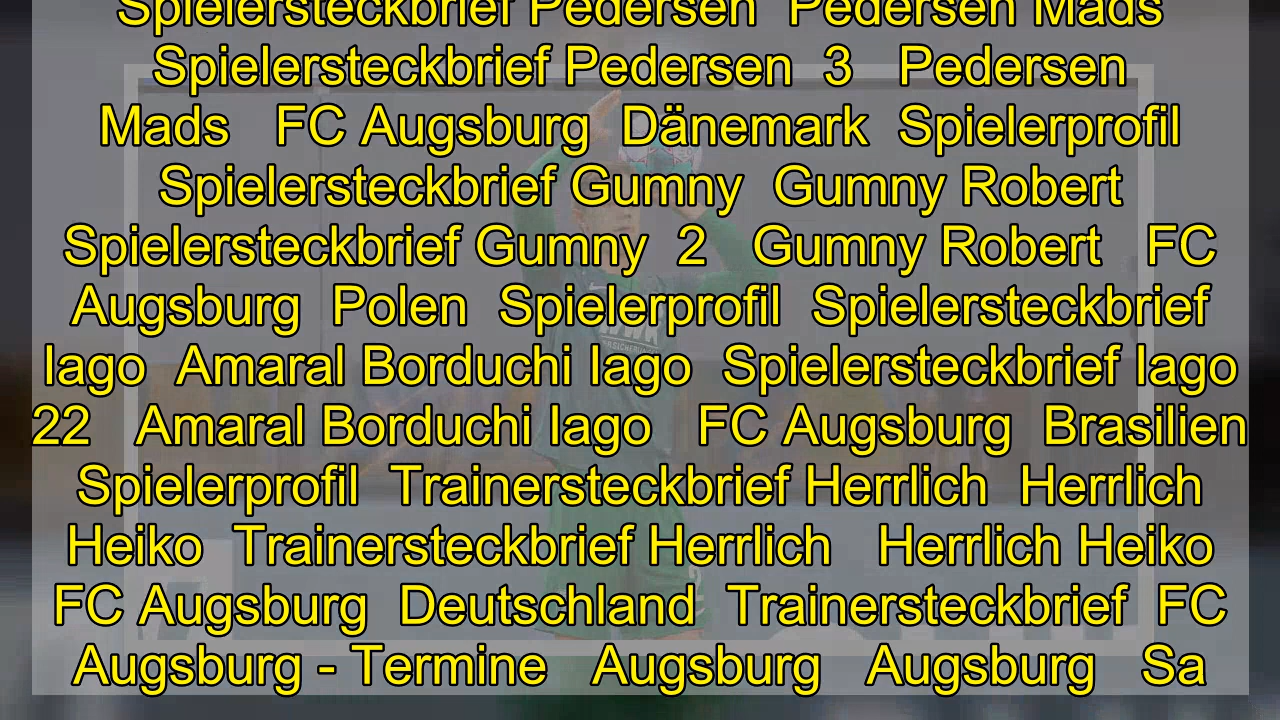 Spielersteckbrief Pedersen Pedersen Mads
Spielersteckbrief Pedersen 3 Pedersen
Mads FC Augsburg Dänemark Spielerprofil
Spielersteckbrief Gumny Gumny Robert
Spielersteckbrief Gumny 2 Gumny Robert FC
Augsburg Polen Spielerprofil Spielersteckbrief
Iago Amaral Borduchi Iago Spielersteckbrief Iago
22 Amaral Borduchi Iago FC Augsburg Brasilien
Spielerprofil Trainersteckbrief Herrlich Herrlich
Heiko Trainersteckbrief Herrlich Herrlich Heiko
FC Augsburg Deutschland Trainersteckbrief FC
Augsburg - Termine Augsburg Augsburg Sa